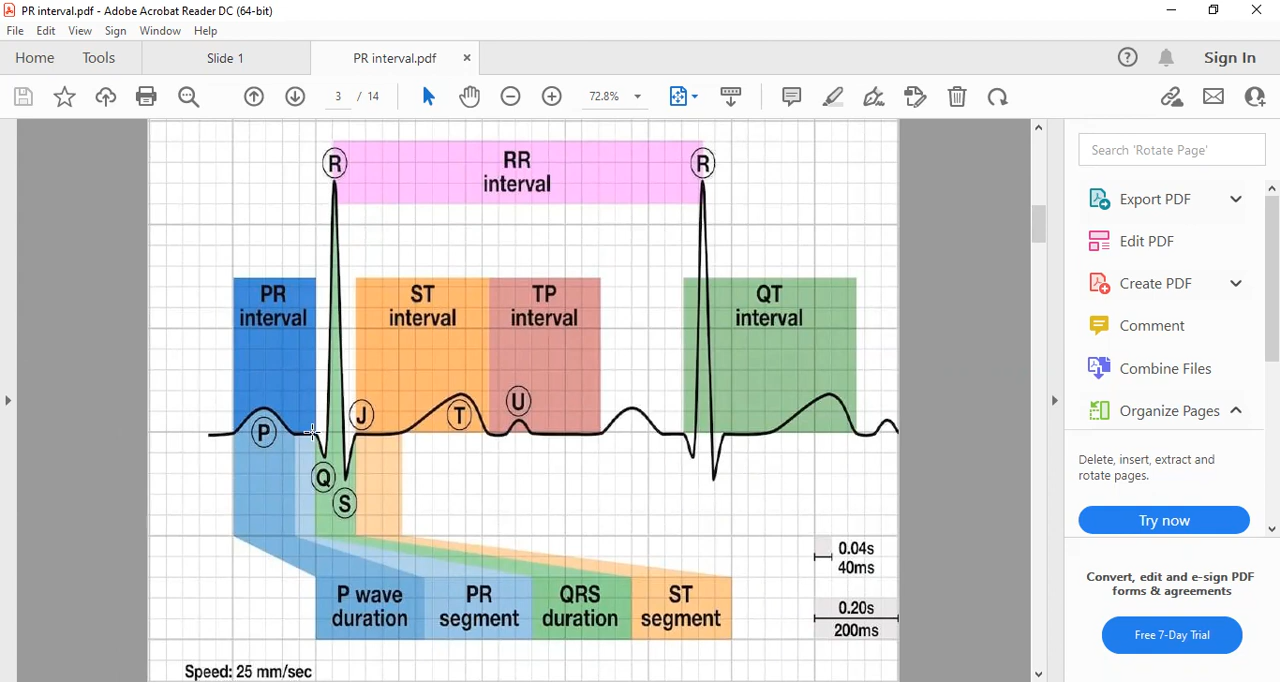 PR interval.pdf - Adobe Acrobat Reader DC (64-bit)
File Edit View Sign Window Help
Home Tools Slide 1 PR interval.pdf × Sign In
3 / 14 72.8%
Search 'Rotate Page'
Export PDF
Edit PDF
Create PDF
Comment
Combine Files
Organize Pages
Delete, insert, extract and
rotate pages.
Try now
Convert, edit and e-sign PDF
forms & agreements
Free 7-Day Trial
R RR R
interval
PR ST TP QT
interval interval interval interval
P J T U
Q
S
0.04s
40ms
P wave PR QRS ST 0.20s
duration segment duration segment 200ms
Speed: 25 mm/sec